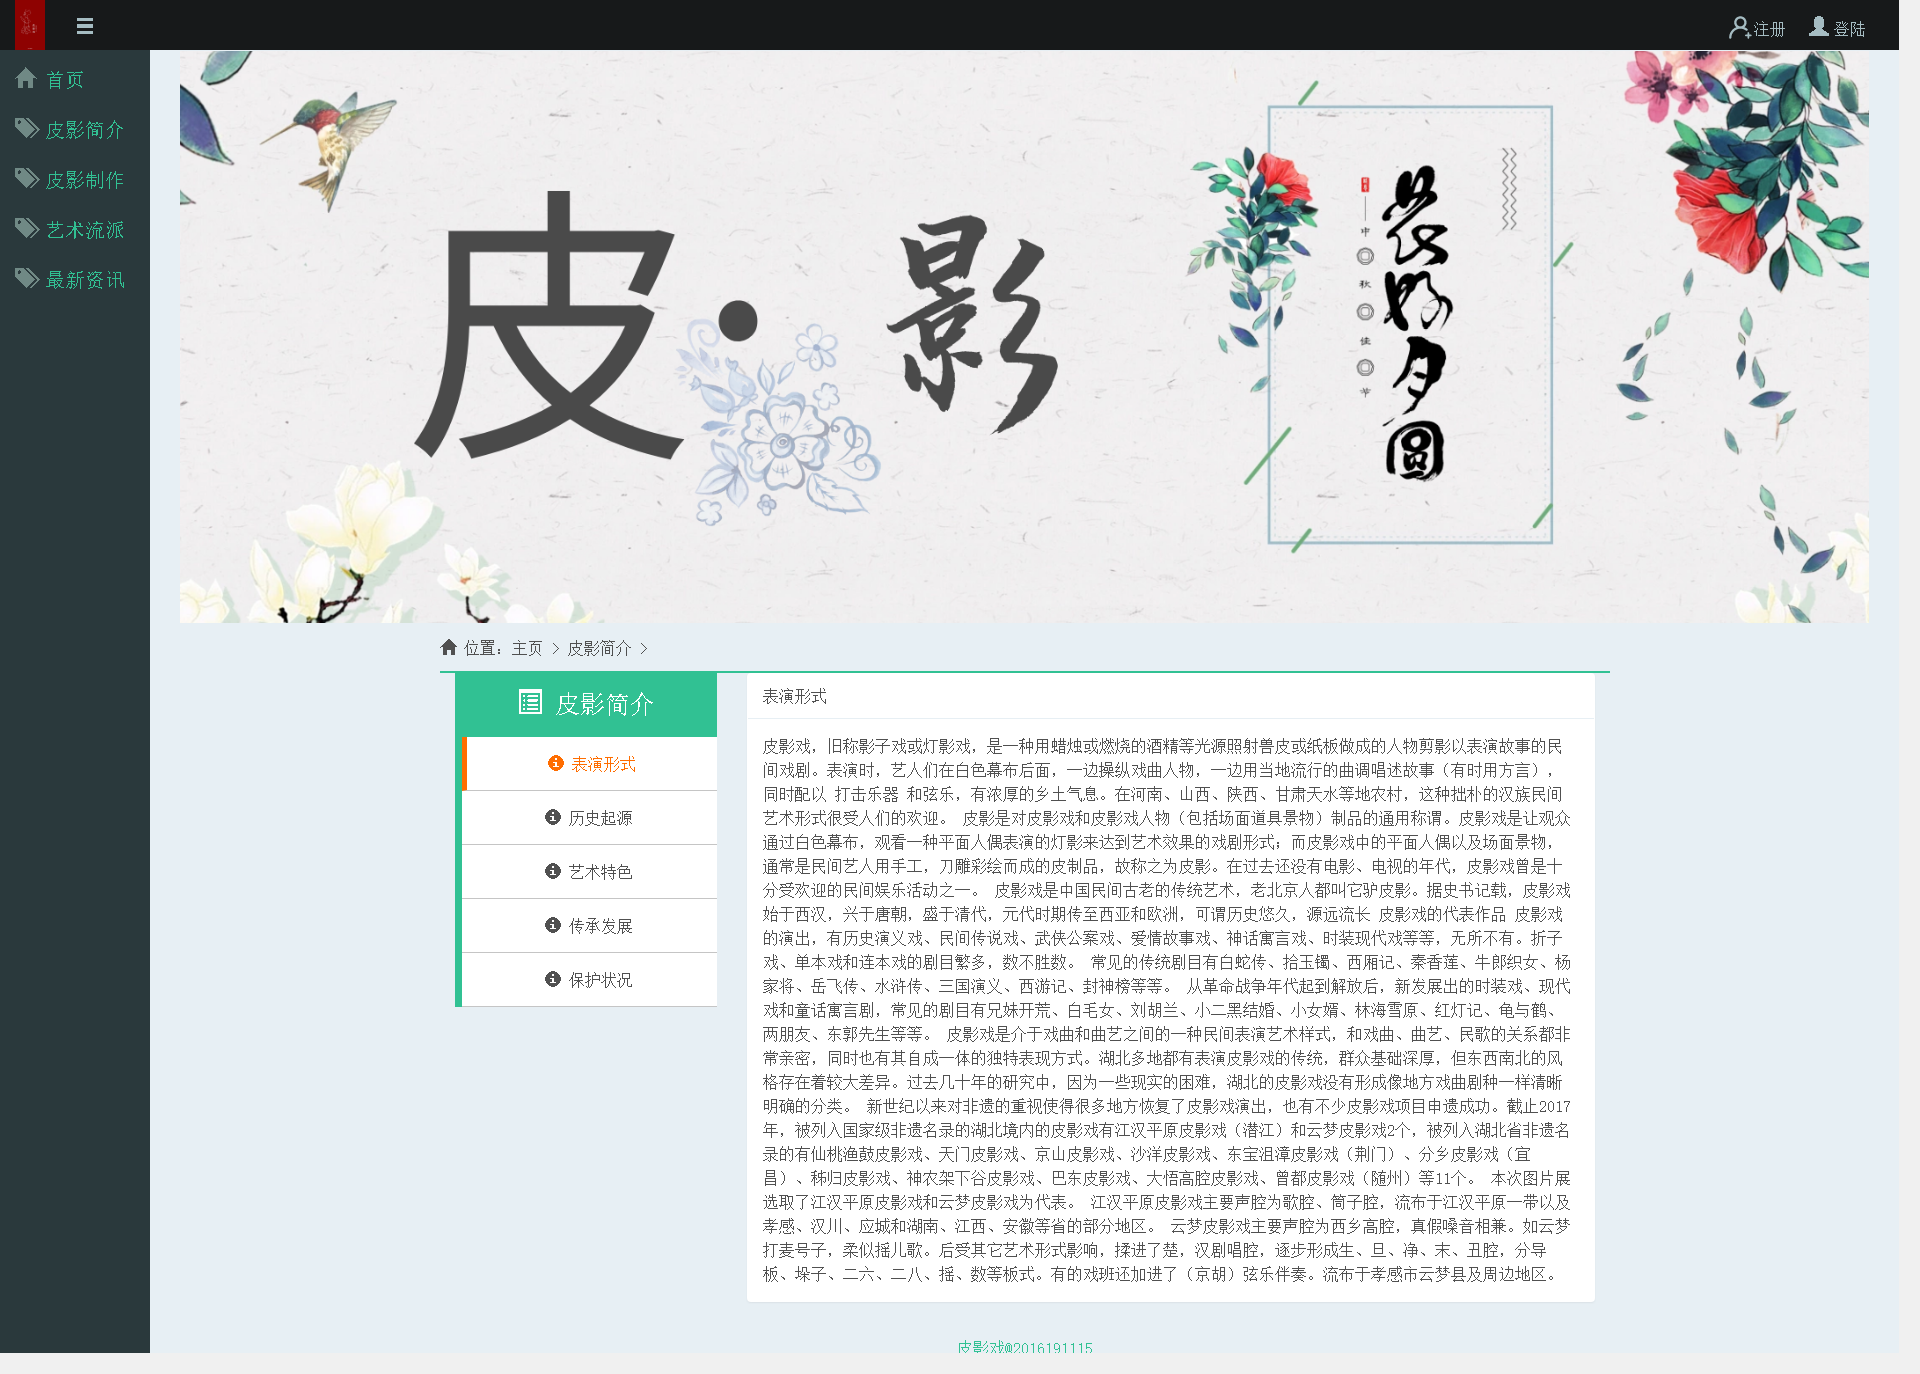 注册
登陆
首页
皮影简介
皮影制作
艺术流派
最新资讯
皮·影
中秋佳节
花好月圆
位置：主页 > 皮影简介 >
皮影简介
表演形式
历史起源
艺术特色
传承发展
保护状况
表演形式
皮影戏，旧称影子戏或灯影戏，是一种用蜡烛或燃烧的酒精等光源照射兽皮或纸板做成的人物剪影以表演故事的民
间戏剧。表演时，艺人们在白色幕布后面，一边操纵戏曲人物，一边用当地流行的曲调唱述故事（有时用方言），
同时配以 打击乐器 和弦乐，有浓厚的乡土气息。在河南、山西、陕西、甘肃天水等地农村，这种拙朴的汉族民间
艺术形式很受人们的欢迎。 皮影是对皮影戏和皮影戏人物（包括场面道具景物）制品的通用称谓。皮影戏是让观众
通过白色幕布，观看一种平面人偶表演的灯影来达到艺术效果的戏剧形式；而皮影戏中的平面人偶以及场面景物，
通常是民间艺人用手工，刀雕彩绘而成的皮制品，故称之为皮影。在过去还没有电影、电视的年代，皮影戏曾是十
分受欢迎的民间娱乐活动之一。 皮影戏是中国民间古老的传统艺术，老北京人都叫它驴皮影。据史书记载，皮影戏
始于西汉，兴于唐朝，盛于清代，元代时期传至西亚和欧洲，可谓历史悠久，源远流长 皮影戏的代表作品 皮影戏
的演出，有历史演义戏、民间传说戏、武侠公案戏、爱情故事戏、神话寓言戏、时装现代戏等等，无所不有。折子
戏、单本戏和连本戏的剧目繁多，数不胜数。 常见的传统剧目有白蛇传、拾玉镯、西厢记、秦香莲、牛郎织女、杨
家将、岳飞传、水浒传、三国演义、西游记、封神榜等等。 从革命战争年代起到解放后，新发展出的时装戏、现代
戏和童话寓言剧，常见的剧目有兄妹开荒、白毛女、刘胡兰、小二黑结婚、小女婿、林海雪原、红灯记、龟与鹤、
两朋友、东郭先生等等。 皮影戏是介于戏曲和曲艺之间的一种民间表演艺术样式，和戏曲、曲艺、民歌的关系都非
常亲密，同时也有其自成一体的独特表现方式。湖北多地都有表演皮影戏的传统，群众基础深厚，但东西南北的风
格存在着较大差异。过去几十年的研究中，因为一些现实的困难，湖北的皮影戏没有形成像地方戏曲剧种一样清晰
明确的分类。 新世纪以来对非遗的重视使得很多地方恢复了皮影戏演出，也有不少皮影戏项目申遗成功。截止2017
年，被列入国家级非遗名录的湖北境内的皮影戏有江汉平原皮影戏（潜江）和云梦皮影戏2个，被列入湖北省非遗名
录的有仙桃渔鼓皮影戏、天门皮影戏、京山皮影戏、沙洋皮影戏、东宝沮漳皮影戏（荆门）、分乡皮影戏（宜
昌）、秭归皮影戏、神农架下谷皮影戏、巴东皮影戏、大悟高腔皮影戏、曾都皮影戏（随州）等11个。 本次图片展
选取了江汉平原皮影戏和云梦皮影戏为代表。 江汉平原皮影戏主要声腔为歌腔、筒子腔，流布于江汉平原一带以及
孝感、汉川、应城和湖南、江西、安徽等省的部分地区。 云梦皮影戏主要声腔为西乡高腔，真假嗓音相兼。如云梦
打麦号子，柔似摇儿歌。后受其它艺术形式影响，揉进了楚，汉剧唱腔，逐步形成生、旦、净、末、丑腔，分导
板、垛子、二六、二八、摇、数等板式。有的戏班还加进了（京胡）弦乐伴奏。流布于孝感市云梦县及周边地区。
皮影戏@2016191115